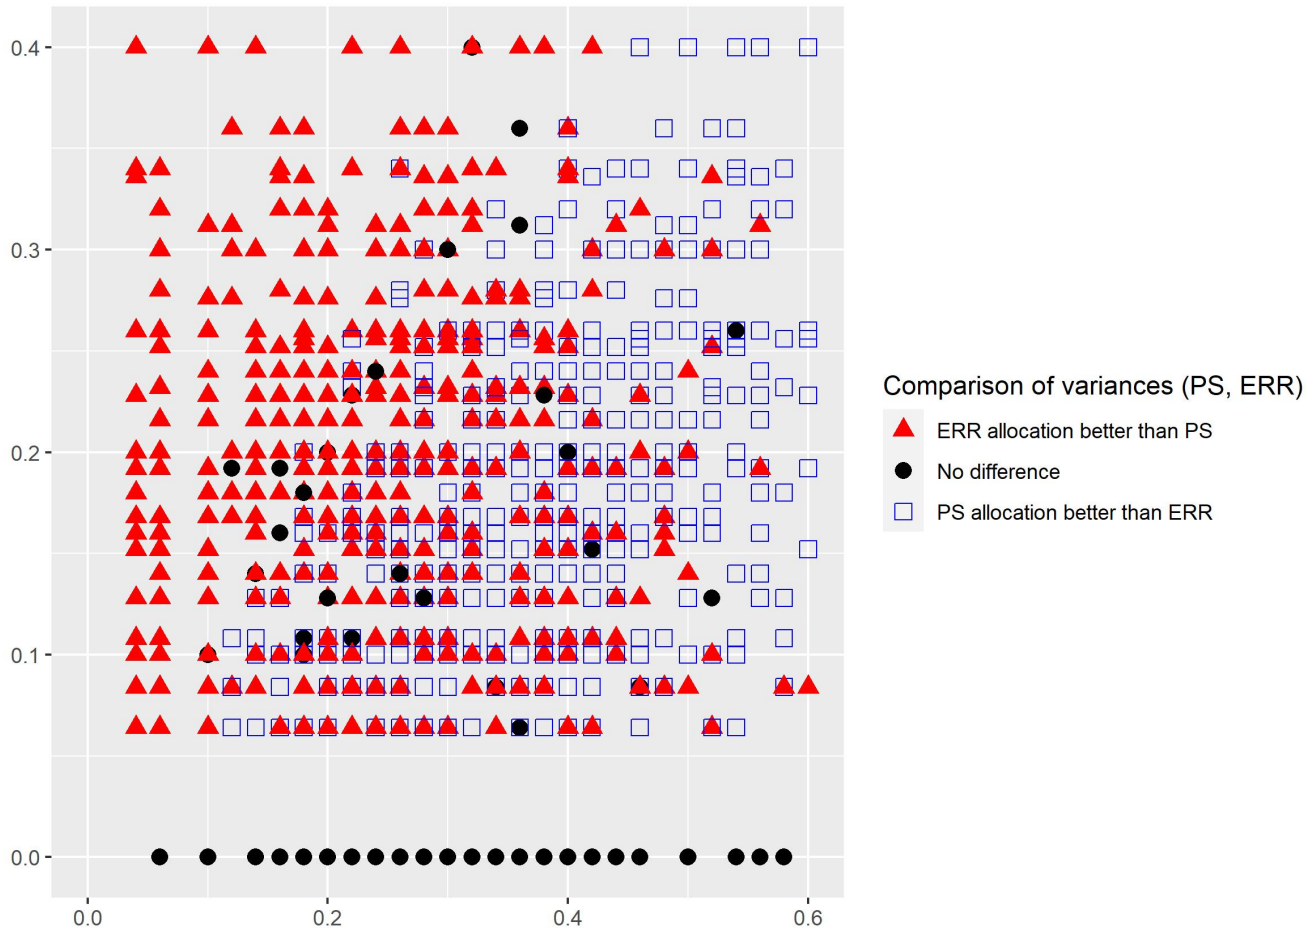 0.4
0.3
0.2
0.1
0.0
0.0
0.2
0.4
0.6
Comparison of variances (PS, ERR)
ERR allocation better than PS
No difference
PS allocation better than ERR